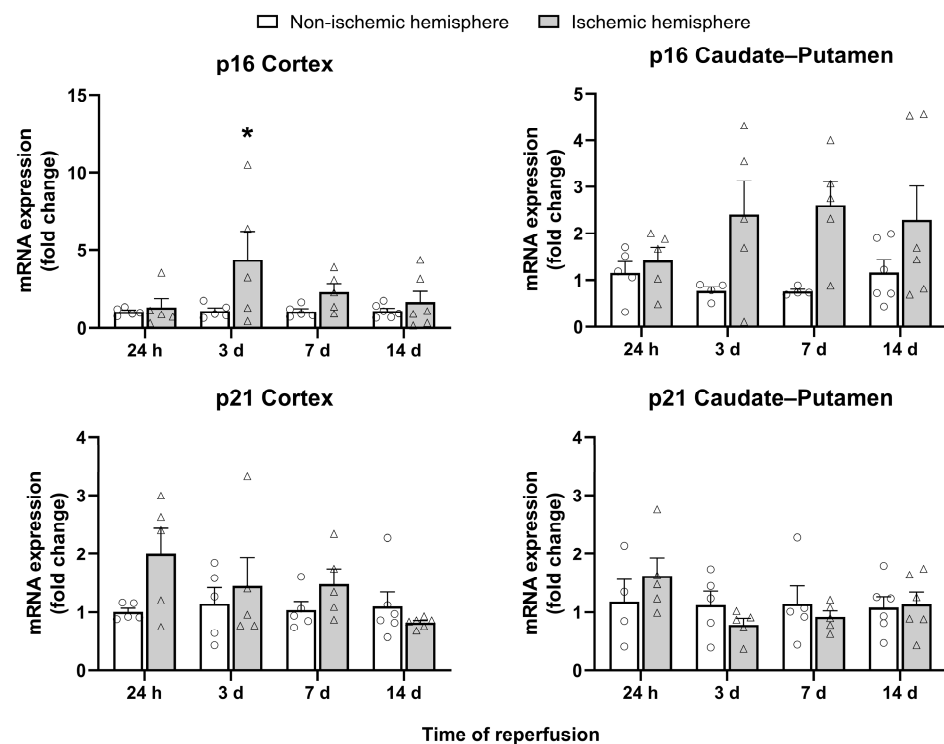 Non-ischemic hemisphere Ischemic hemisphere
p16 Cortex
mRNA expression
(fold change)
15
10
5
0
*
24 h 3 d 7 d 14 d
p16 Caudate–Putamen
mRNA expression
(fold change)
5
4
3
2
1
0
24 h 3 d 7 d 14 d
p21 Cortex
mRNA expression
(fold change)
4
3
2
1
0
24 h 3 d 7 d 14 d
p21 Caudate–Putamen
mRNA expression
(fold change)
4
3
2
1
0
24 h 3 d 7 d 14 d
Time of reperfusion